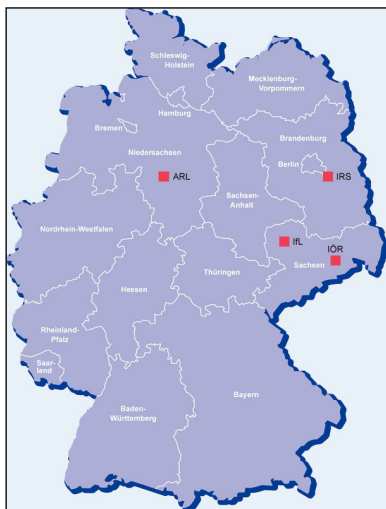 Schleswig-
Holstein
Mecklenburg-
Vorpommern
Hamburg
Bremen
Brandenburg
Niedersachsen
Berlin
ARL
IRS
Sachsen-
Anhalt
Nordrhein-Westfalen
IfL
IÖR
Sachsen
Thüringen
Hessen
Rheinland-
Pfalz
Saar-
land
Baden-
Württemberg
Bayern